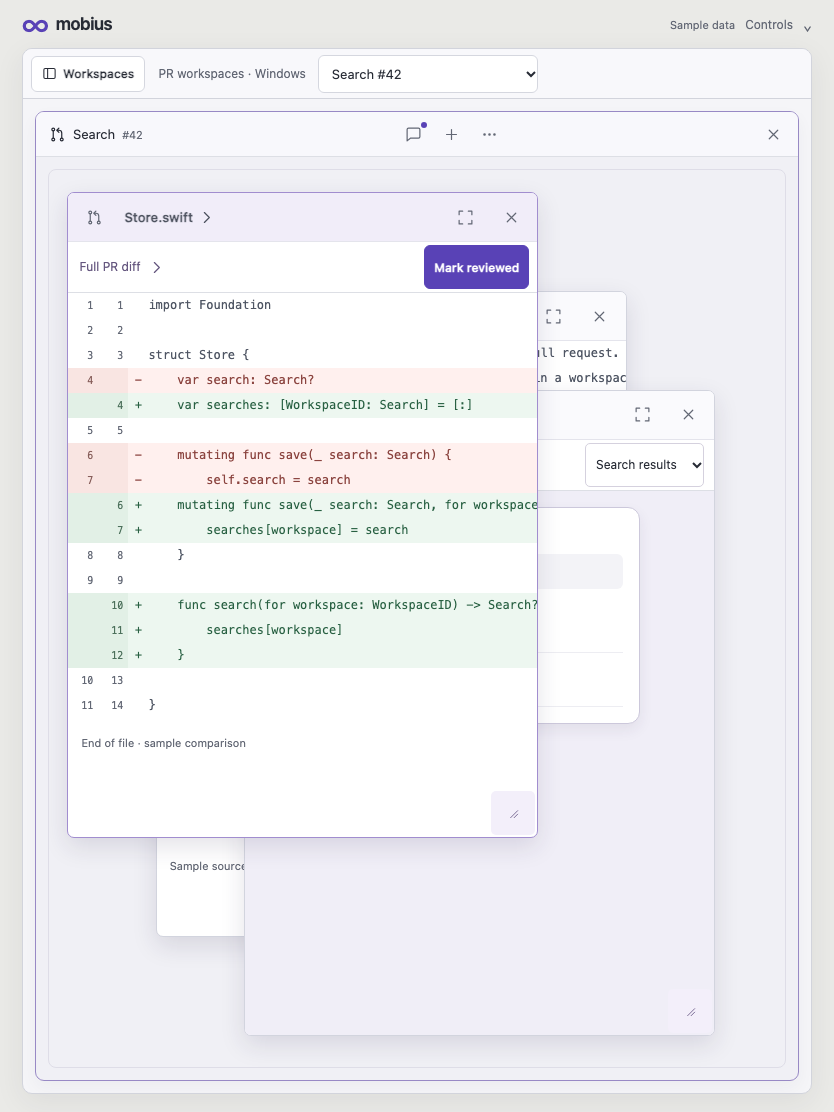 mobius
Sample data Controls
Workspaces PR workspaces · Windows Search #42
Search #42
Store.swift
Full PR diff
Mark reviewed
1 1 import Foundation
2 2
3 3 struct Store {
4 - var search: Search?
4 + var searches: [WorkspaceID: Search] = [:]
5 5
6 - mutating func save(_ search: Search) {
7 - self.search = search
6 + mutating func save(_ search: Search, for workspace
7 + searches[workspace] = search
8 8 }
9 9
10 + func search(for workspace: WorkspaceID) -> Search?
11 + searches[workspace]
12 + }
10 13
11 14 }
End of file · sample comparison
request.
in a workspac
Search results
Sample source